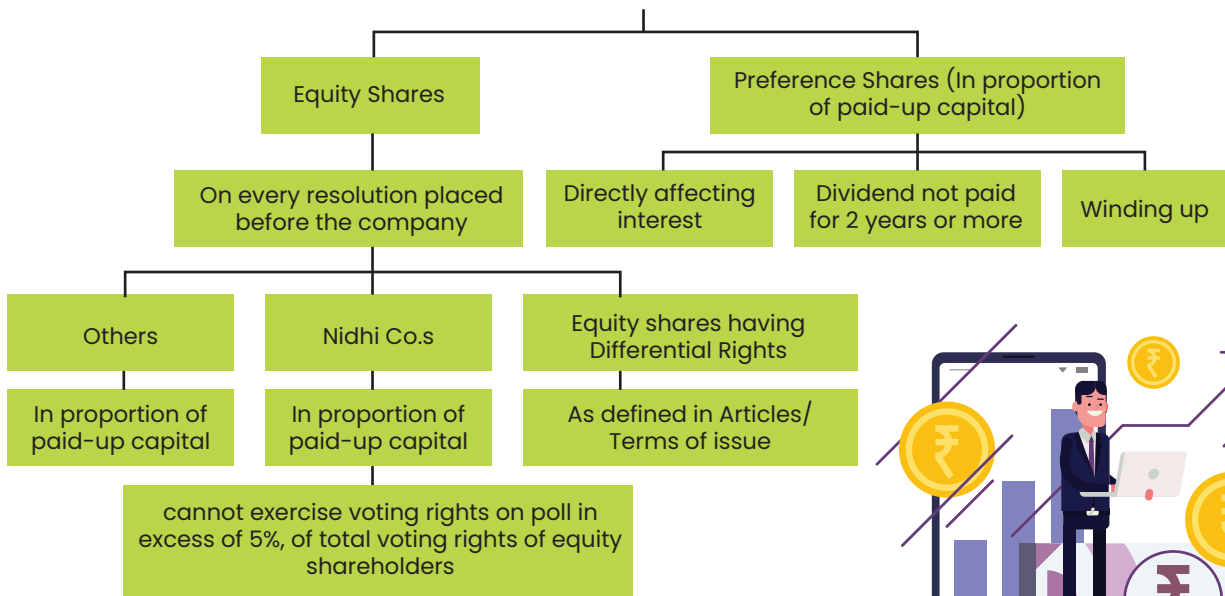 Equity Shares
Preference Shares (In proportion
of paid-up capital)
On every resolution placed
before the company
Directly affecting
interest
Dividend not paid
for 2 years or more
Winding up
Others
Nidhi Co.s
Equity shares having
Differential Rights
In proportion of
paid-up capital
In proportion of
paid-up capital
As defined in Articles/
Terms of issue
cannot exercise voting rights on poll in
excess of 5%, of total voting rights of equity
shareholders
₹
₹
₹
₹